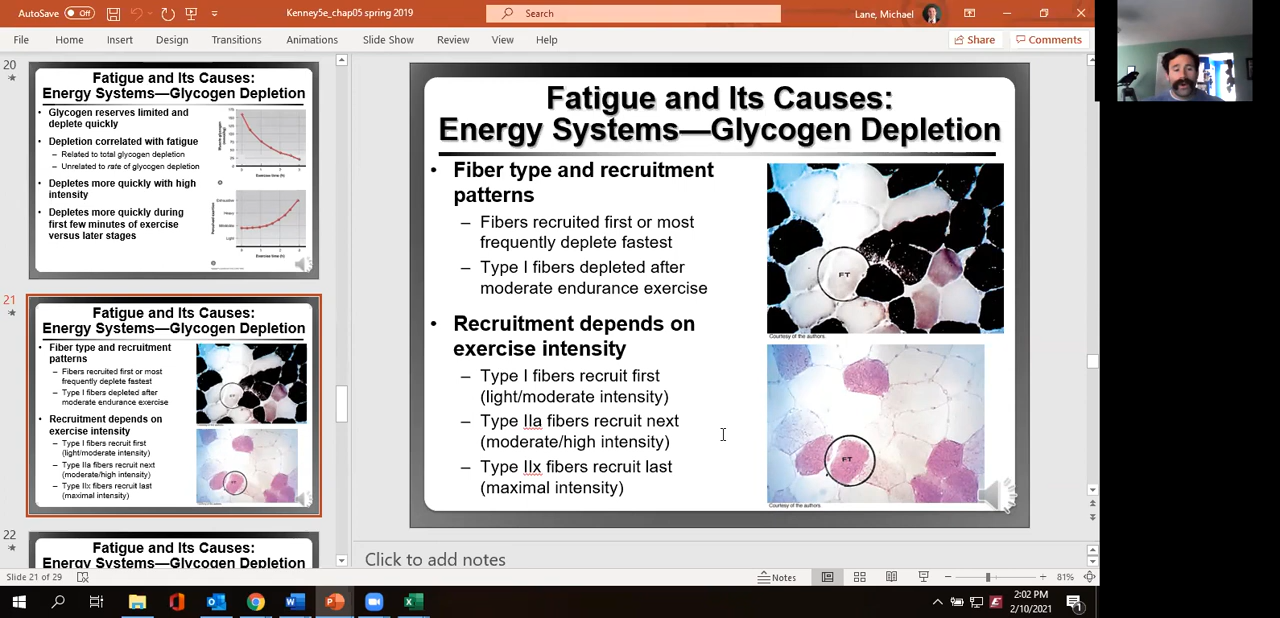 AutoSave Off
Kenney5e_chap05 spring 2019
Search
Lane, Michael
File Home Insert Design Transitions Animations Slide Show Review View Help
Share Comments
20
Fatigue and Its Causes:
Energy Systems—Glycogen Depletion
• Glycogen reserves limited and
deplete quickly
• Depletion correlated with fatigue
– Related to total glycogen depletion
– Unrelated to rate of glycogen depletion
• Depletes more quickly with high
intensity
• Depletes more quickly during
first few minutes of exercise
versus later stages
Exercise time (h)
Exhaustive
Heavy
Moderate
Light
Exercise time (h)
21
Fatigue and Its Causes:
Energy Systems—Glycogen Depletion
• Fiber type and recruitment
patterns
– Fibers recruited first or most
frequently deplete fastest
– Type I fibers depleted after
moderate endurance exercise
• Recruitment depends on
exercise intensity
– Type I fibers recruit first
(light/moderate intensity)
– Type IIa fibers recruit next
(moderate/high intensity)
– Type IIx fibers recruit last
(maximal intensity)
22
Fatigue and Its Causes:
Energy Systems—Glycogen Depletion
Fatigue and Its Causes:
Energy Systems—Glycogen Depletion
• Fiber type and recruitment
patterns
– Fibers recruited first or most
frequently deplete fastest
– Type I fibers depleted after
moderate endurance exercise
• Recruitment depends on
exercise intensity
– Type I fibers recruit first
(light/moderate intensity)
– Type IIa fibers recruit next
(moderate/high intensity)
– Type IIx fibers recruit last
(maximal intensity)
FT
Courtesy of the authors.
FT
Courtesy of the authors.
Click to add notes
Slide 21 of 29
Notes
81%
2:02 PM
2/10/2021